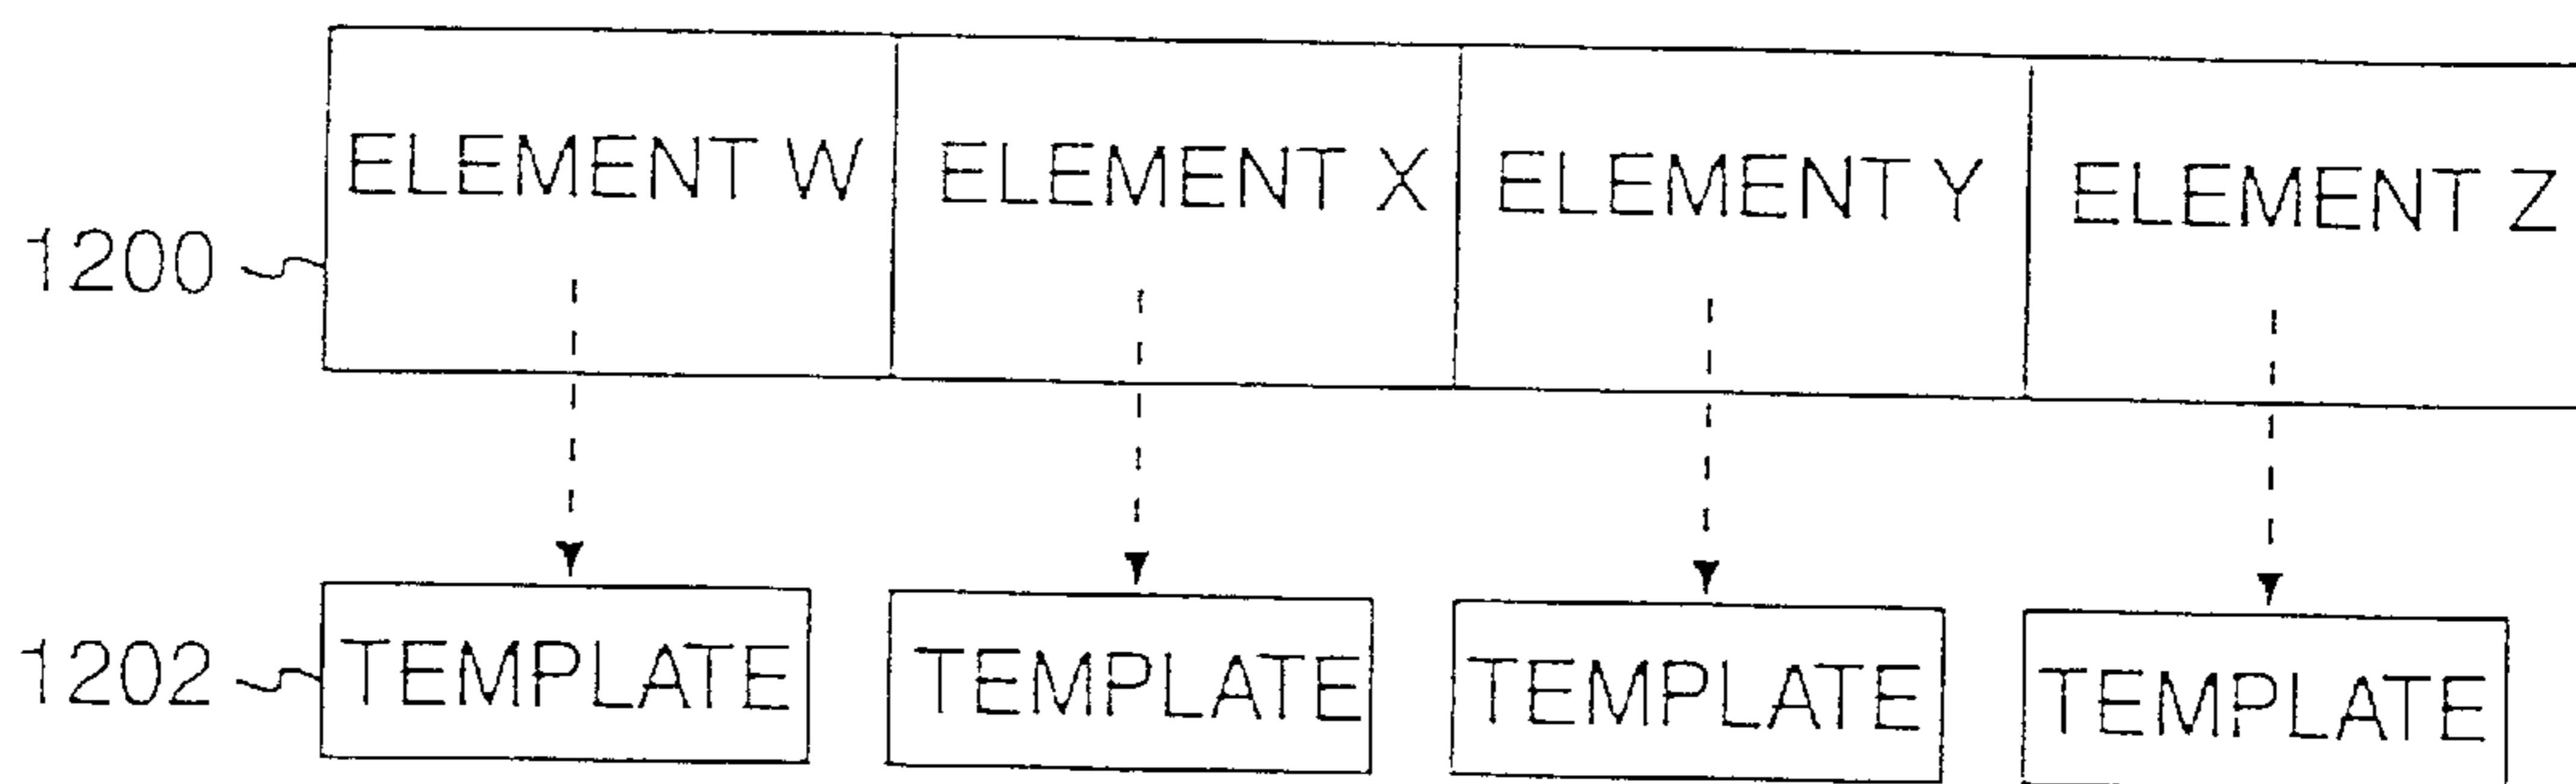 ELEMENT W ELEMENT X ELEMENT Y ELEMENT Z
1200
1202 TEMPLATE TEMPLATE TEMPLATE TEMPLATE